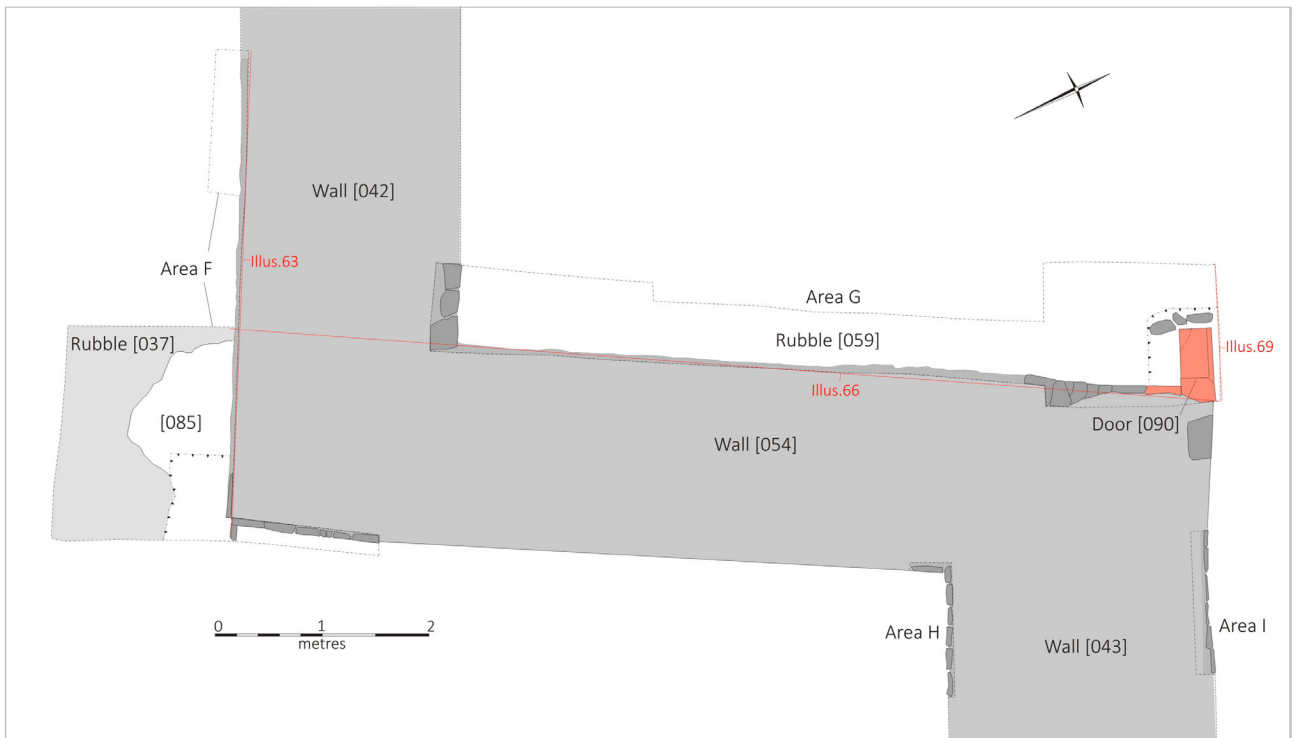 Wall [042]
Illus.63
Area F
Area G
Rubble [059]
Rubble [037]
Illus.69
Illus.66
[085]
Door [090]
Wall [054]
0 1 2
metres
Area H
Wall [043]
Area I